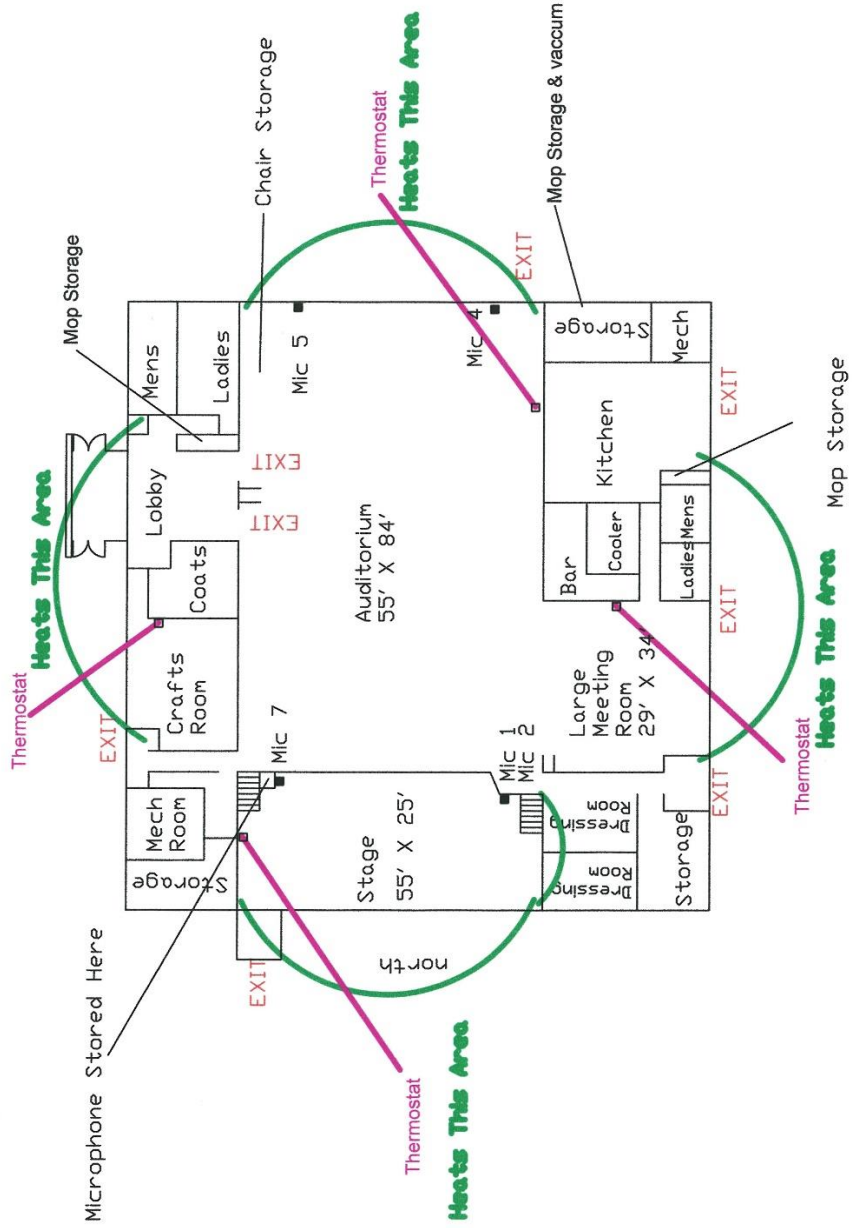 Microphone Stored Here
Thermostat
Heats This Area
Mop Storage
Chair Storage
Thermostat
Heats This Area
Mop Storage & vaccum
EXIT
Mech
Room
Storage
Crafts
Room
Coats
Lobby
Mens
Ladies
EXIT
EXIT
EXIT
Mic 7
Mic 5
Stage
55' X 25'
north
Auditorium
55' X 84'
Mic 4
EXIT
Mic 1
Mic 2
Large
Meeting
Room
29' X 34'
Bar
Cooler
Kitchen
Storage
Mech
Dressing
Room
Dressing
Room
Storage
Ladies
Mens
EXIT
EXIT
EXIT
Mop Storage
Thermostat
Heats This Area
Thermostat
Heats This Area